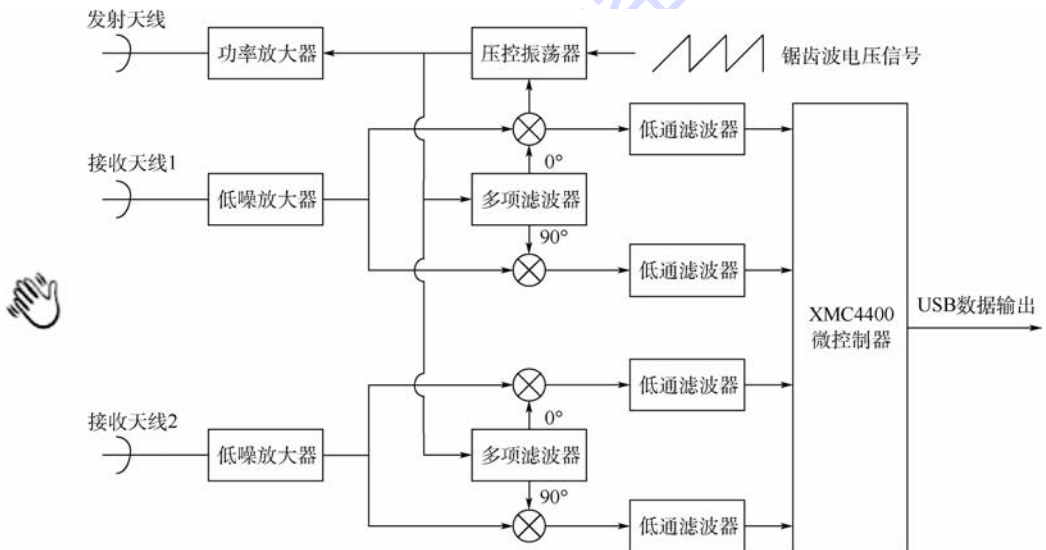 发射天线
功率放大器
压控振荡器
锯齿波电压信号
低通滤波器
接收天线1
0°
低噪放大器
多项滤波器
90°
低通滤波器
XMC4400
微控制器
USB数据输出
低通滤波器
接收天线2
0°
低噪放大器
多项滤波器
90°
低通滤波器